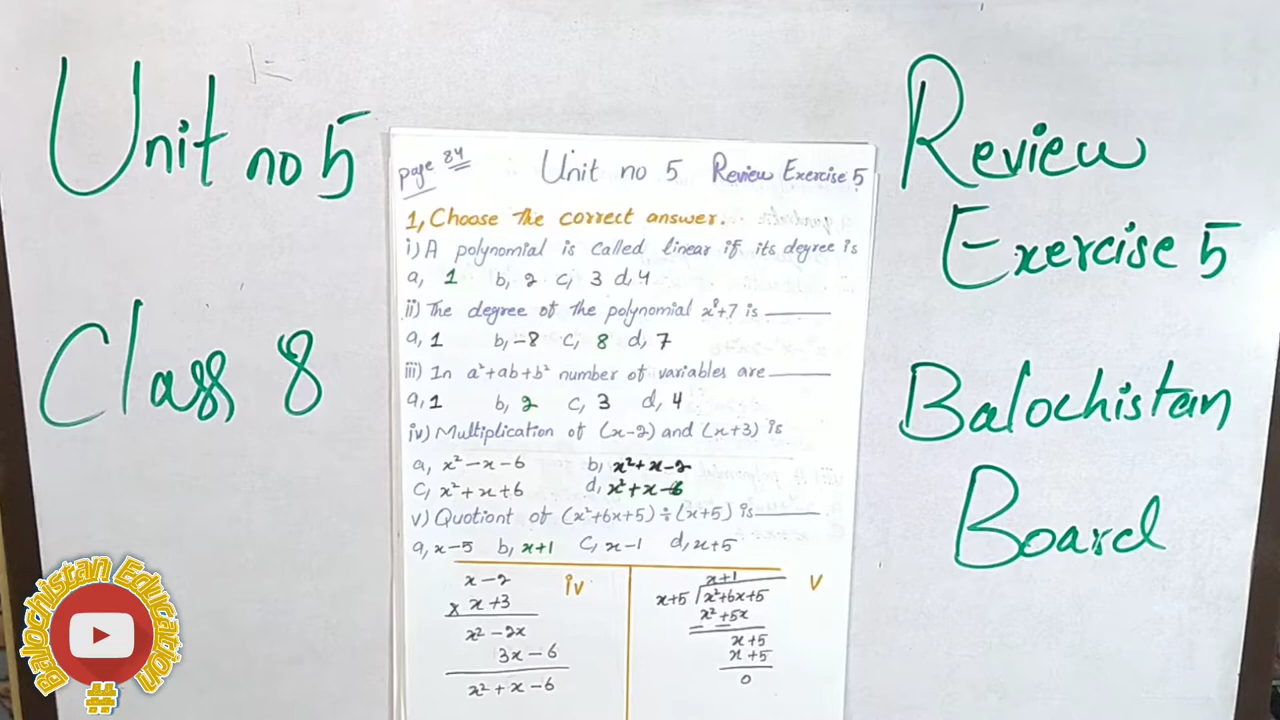 Unit no 5
Class 8
page 84
Unit no 5 Review Exercise 5
1, Choose the correct answer.
i) A polynomial is called linear if its degree is
a, 1 b, 2 c, 3 d, 4
ii) The degree of the polynomial x⁸+7 is ______
a, 1 b, -8 c, 8 d, 7
iii) In a²+ab+b² number of variables are ______
a, 1 b, 2 c, 3 d, 4
iv) Multiplication of (x-2) and (x+3) is
a, x²-x-6 b, x²+x-2
c, x²+x+6 d, x²+x-6
v) Quotiont of (x²+6x+5)÷(x+5) is ______.
a, x-5 b, x+1 c, x-1 d, x+5
iv
x-2
× x+3
x²-2x
3x-6
x²+x-6
v
x+1
x+5 x²+6x+5
x²+5x
x+5
x+5
0
Review
Exercise 5
Balochistan
Board
Balochistan Education
#